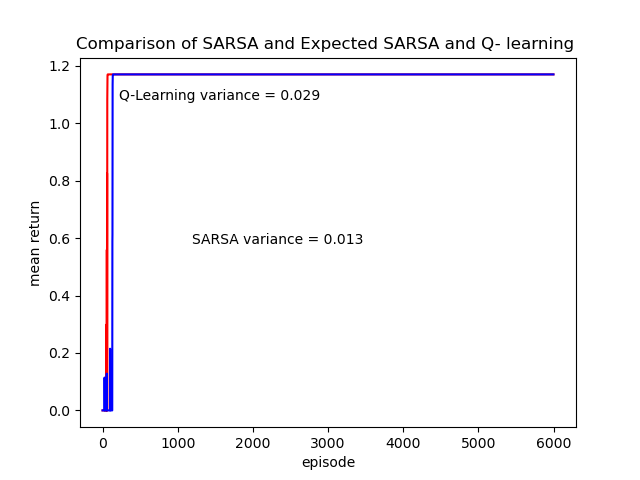 Comparison of SARSA and Expected SARSA and Q- learning
1.2
1.0
0.8
0.6
0.4
0.2
0.0
mean return
Q-Learning variance = 0.029
SARSA variance = 0.013
0 1000 2000 3000 4000 5000 6000
episode